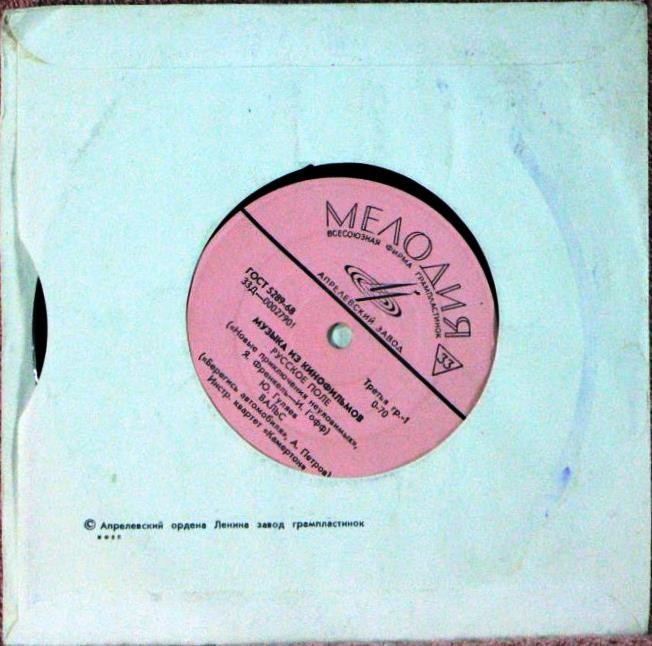 МЕЛОДИЯ
ВСЕСОЮЗНАЯ ФИРМА ГРАМПЛАСТИНОК
АПРЕЛЕВСКИЙ ЗАВОД
33
ГОСТ 5289-68
33Д—00027901
Третья гр.-1
0-70
МУЗЫКА ИЗ КИНОФИЛЬМОВ
РУССКОЕ ПОЛЕ
(«Новые приключения неуловимых»,
Я. Френкель—И. Гофф)
Ю. Гуляев
ВАЛЬС
(«Берегись автомобиля», А. Петров)
Инстр. квартет «Камертон»
© Апрелевский ордена Ленина завод грампластинок